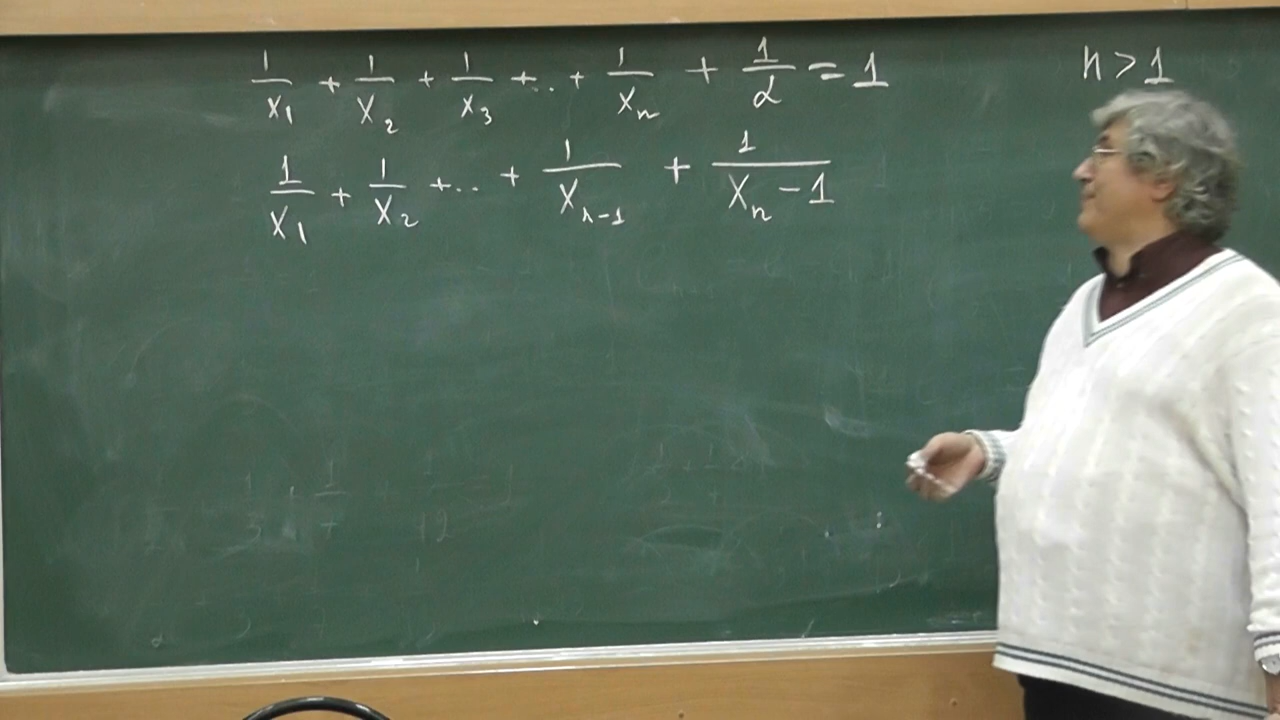 1/x₁ + 1/x₂ + 1/x₃ + .. + 1/xₙ + 1/α = 1 n > 1
1/x₁ + 1/x₂ + .. + 1/xₙ₋₁ + 1/(xₙ - 1)